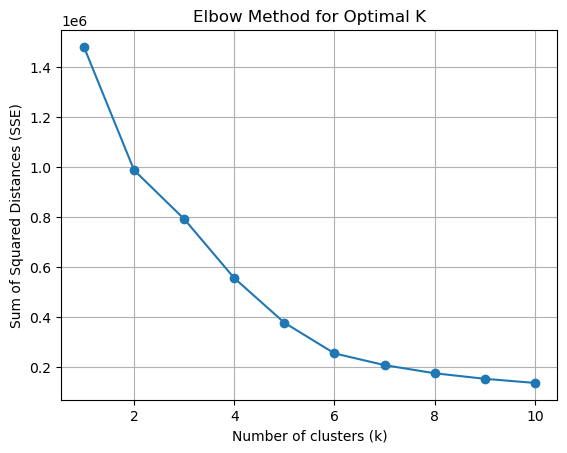 Elbow Method for Optimal K
1e6
1.4
1.2
1.0
0.8
0.6
0.4
0.2
Sum of Squared Distances (SSE)
2 4 6 8 10
Number of clusters (k)